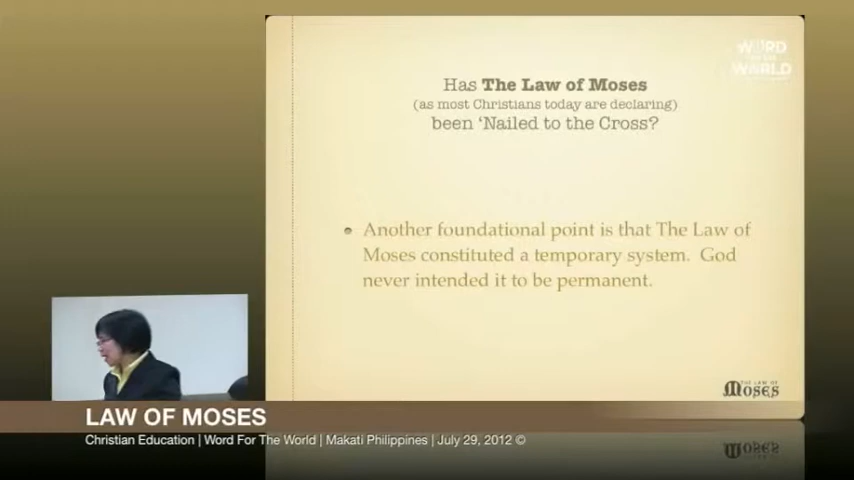 WORD
FOR THE
WORLD
Has The Law of Moses
(as most Christians today are declaring)
been ‘Nailed to the Cross?
• Another foundational point is that The Law of
Moses constituted a temporary system. God
never intended it to be permanent.
THE LAW OF
Moses
LAW OF MOSES
Christian Education | Word For The World | Makati Philippines | July 29, 2012 ©